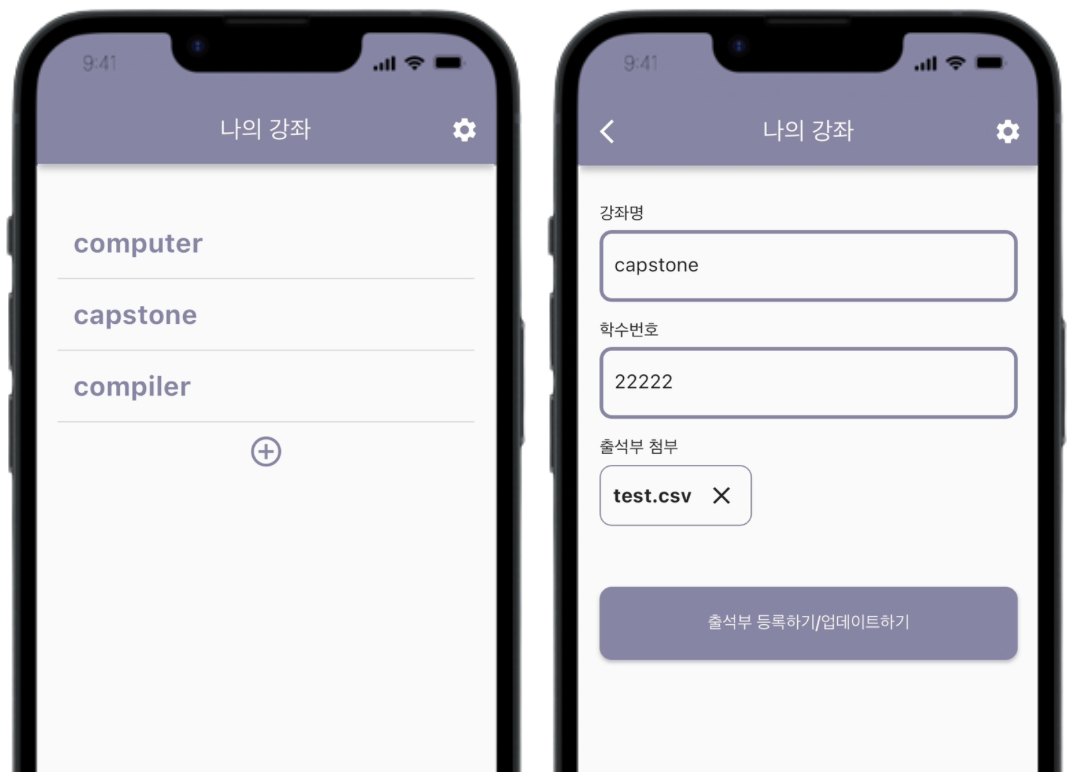 9:41
나의 강좌
computer
capstone
compiler
9:41
나의 강좌
강좌명
capstone
학수번호
22222
출석부 첨부
test.csv
출석부 등록하기/업데이트하기